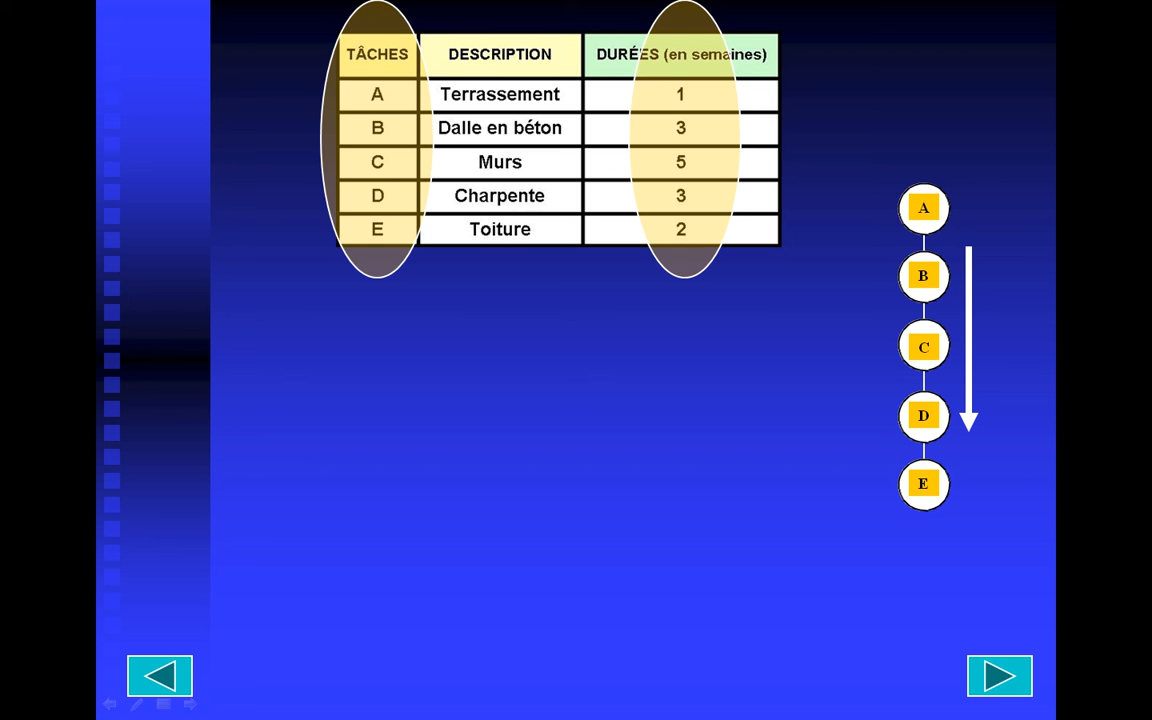 TÂCHES DESCRIPTION DURÉES (en semaines)
A Terrassement 1
B Dalle en béton 3
C Murs 5
D Charpente 3
E Toiture 2
A
B
C
D
E